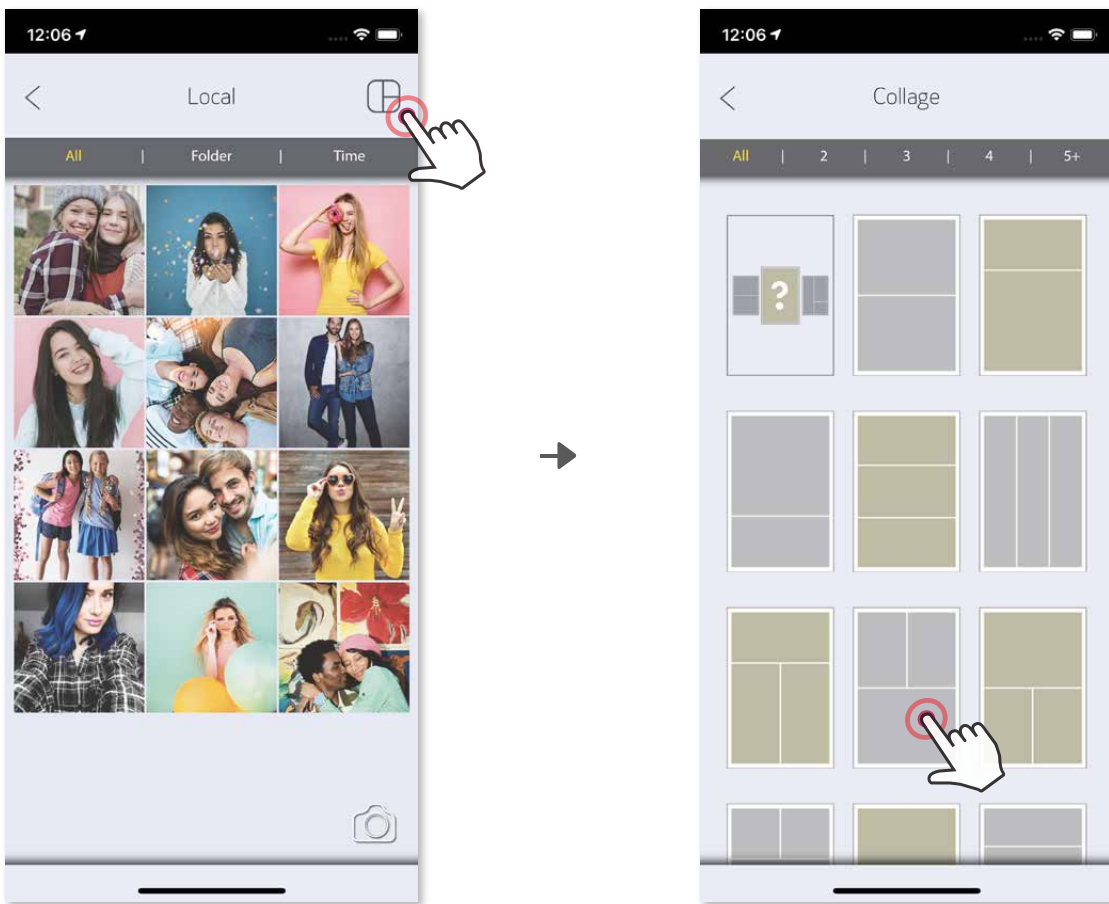 12:06
Local
All | Folder | Time
12:06
Collage
All | 2 | 3 | 4 | 5+
?